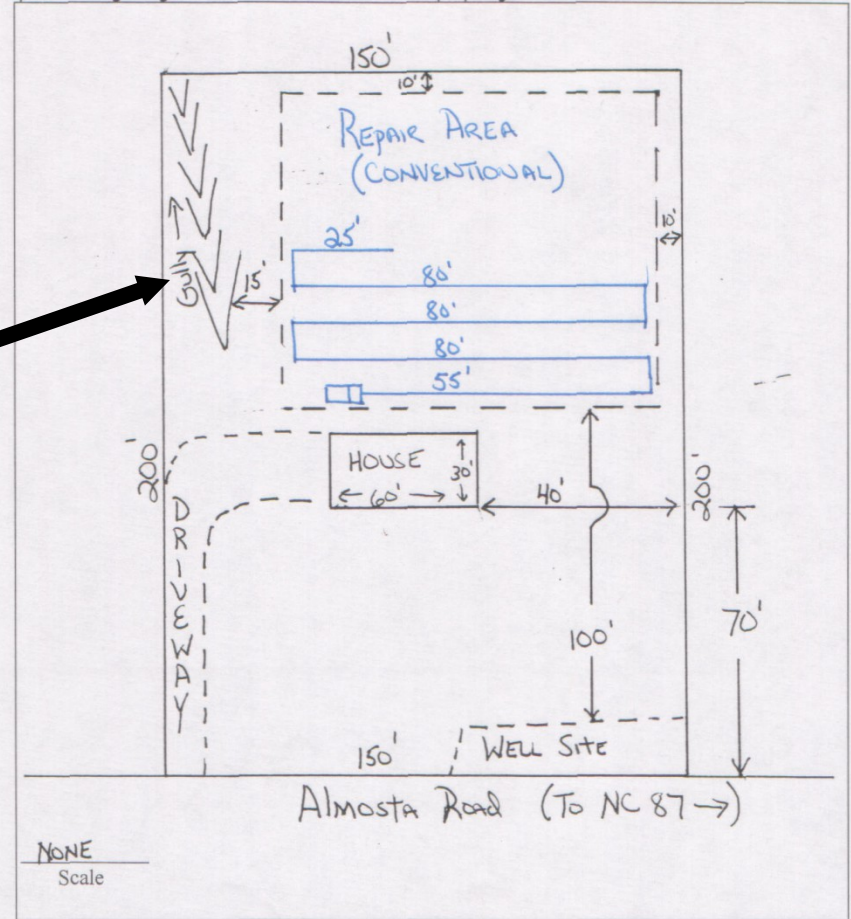 150'
10'
REPAIR AREA
(CONVENTIONAL)
25'
80'
15'
80'
80'
55'
200'
HOUSE
30'
60'
40'
200'
DRIVEWAY
100'
70'
150'
WELL SITE
Almosta Road (To NC 87→)
NONE
Scale